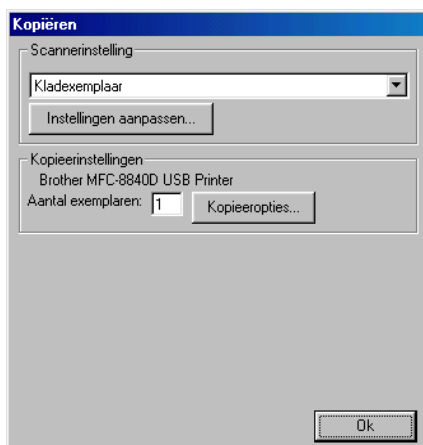 Kopiëren
Scannerinstelling
Kladexemplaar
Instellingen aanpassen...
Kopieerinstellingen
Brother MFC-8840D USB Printer
Aantal exemplaren: 1 Kopieeropties...
Ok